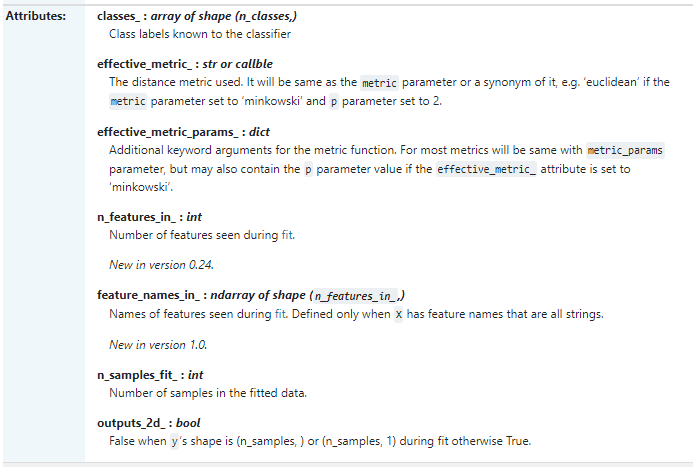 Attributes:
classes_ : array of shape (n_classes,)
Class labels known to the classifier
effective_metric_ : str or callble
The distance metric used. It will be same as the metric parameter or a synonym of it, e.g. ‘euclidean’ if the
metric parameter set to ‘minkowski’ and p parameter set to 2.
effective_metric_params_ : dict
Additional keyword arguments for the metric function. For most metrics will be same with metric_params
parameter, but may also contain the p parameter value if the effective_metric_ attribute is set to
‘minkowski’.
n_features_in_ : int
Number of features seen during fit.
New in version 0.24.
feature_names_in_ : ndarray of shape (n_features_in_,)
Names of features seen during fit. Defined only when X has feature names that are all strings.
New in version 1.0.
n_samples_fit_ : int
Number of samples in the fitted data.
outputs_2d_ : bool
False when y’s shape is (n_samples, ) or (n_samples, 1) during fit otherwise True.